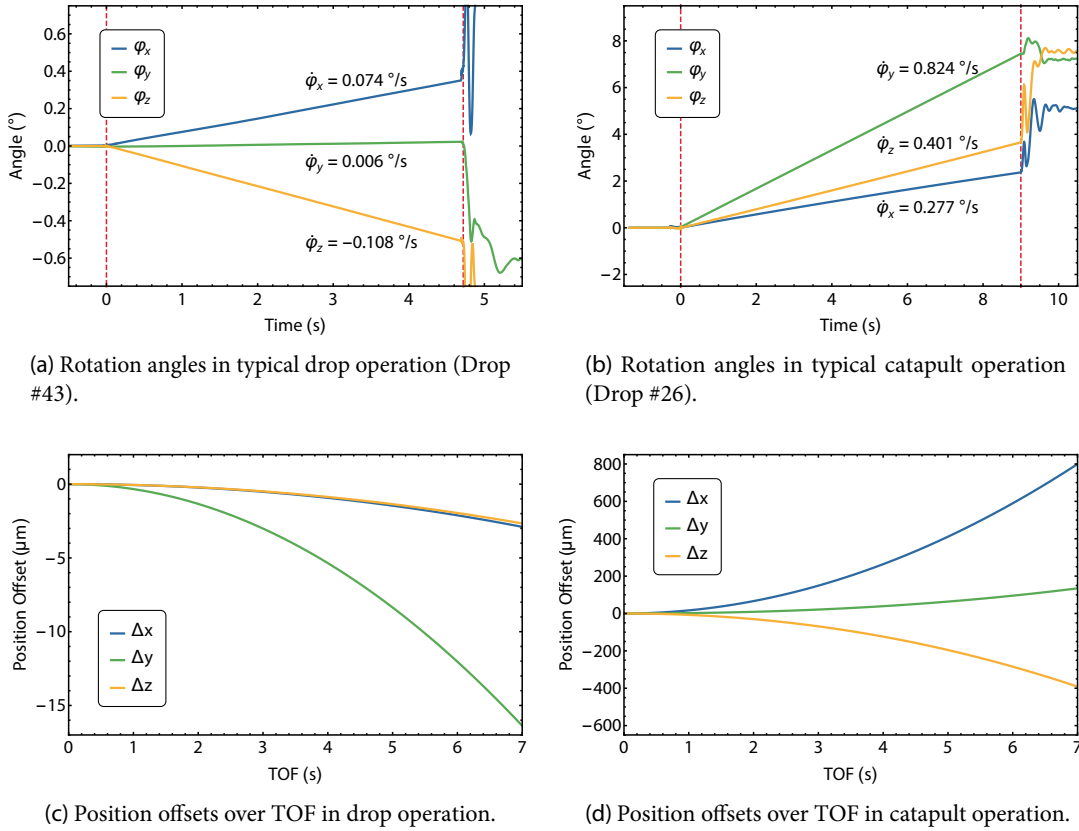 0.6
0.4
0.2
0.0
−0.2
−0.4
−0.6
Angle (°)
φx
φy
φz
φ̇x = 0.074 °/s
φ̇y = 0.006 °/s
φ̇z = −0.108 °/s
0 1 2 3 4 5
Time (s)
(a) Rotation angles in typical drop operation (Drop
#43).
8
6
4
2
0
−2
Angle (°)
φx
φy
φz
φ̇y = 0.824 °/s
φ̇z = 0.401 °/s
φ̇x = 0.277 °/s
0 2 4 6 8 10
Time (s)
(b) Rotation angles in typical catapult operation
(Drop #26).
0
−5
−10
−15
Position Offset (μm)
Δx
Δy
Δz
0 1 2 3 4 5 6 7
TOF (s)
(c) Position offsets over TOF in drop operation.
800
600
400
200
0
−200
−400
−600
Position Offset (μm)
Δx
Δy
Δz
0 1 2 3 4 5 6 7
TOF (s)
(d) Position offsets over TOF in catapult operation.